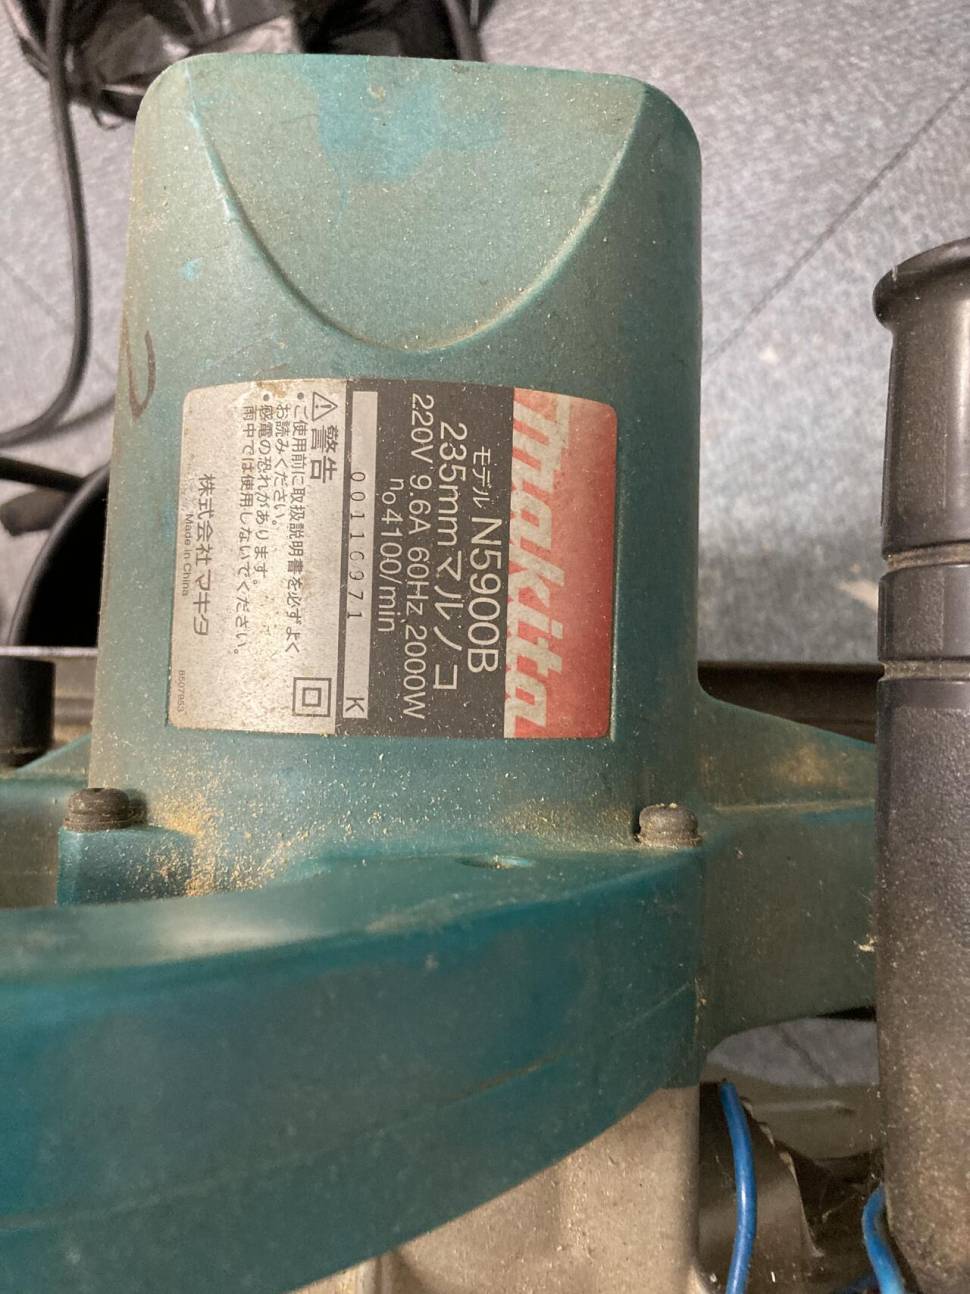 makita
モデル N5900B
235mmマルノコ
220V 9.6A 60Hz 2000W
no4100/min
00116971 K
⚠警告
・ご使用前に取扱説明書を必ずよく
お読みください。
・感電の恐れがあります。
雨中では使用しないでください。
株式会社マキタ
Made in China